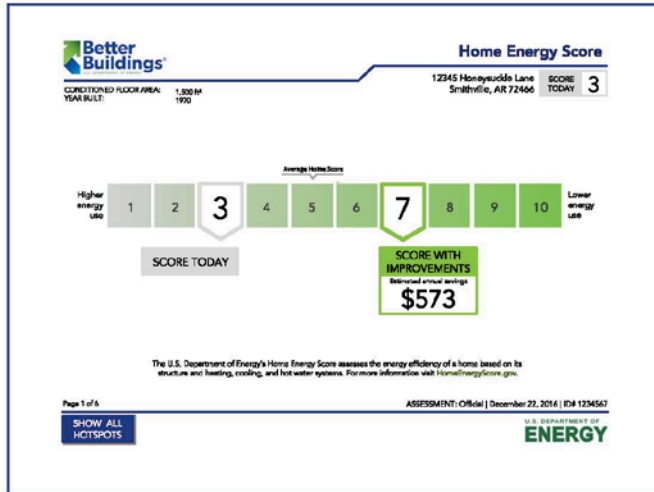 Better
Buildings®
U.S. DEPARTMENT OF ENERGY
Home Energy Score
12345 Honeysuckle Lane
Smithville, AR 72466
SCORE
TODAY
3
CONDITIONED FLOOR AREA: 1,500 ft²
YEAR BUILT: 1970
Average Home Score
Higher
energy
use
1 2 3 4 5 6 7 8 9 10
Lower
energy
use
SCORE TODAY
SCORE WITH
IMPROVEMENTS
Estimated annual savings
$573
The U.S. Department of Energy's Home Energy Score assesses the energy efficiency of a home based on its
structure and heating, cooling, and hot water systems. For more information visit HomeEnergyScore.gov.
Page 1 of 6
ASSESSMENT: Official | December 22, 2016 | ID# 1234567
SHOW ALL
HOTSPOTS
U.S. DEPARTMENT OF
ENERGY